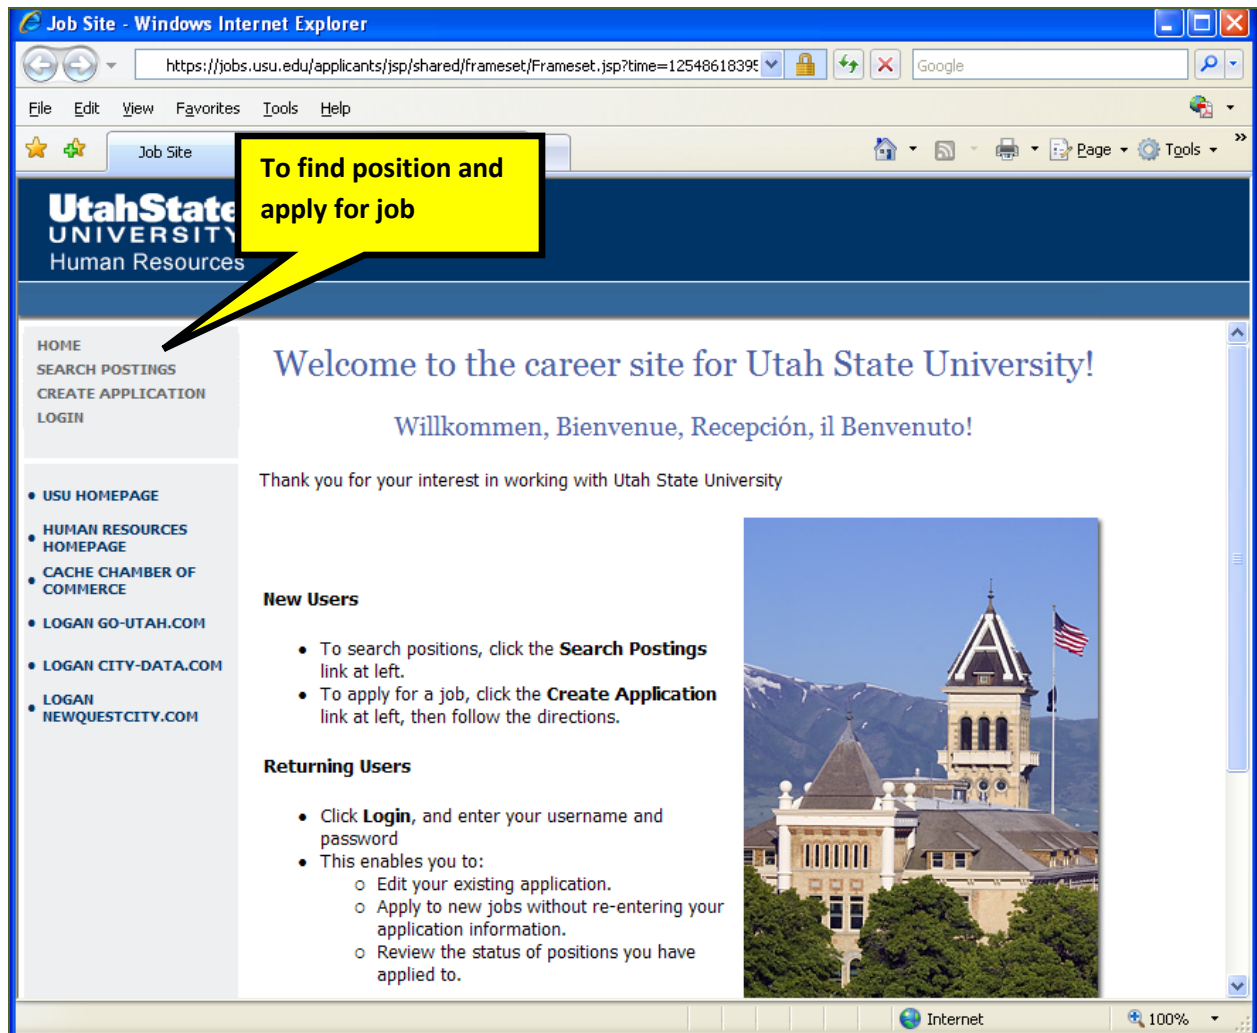 Job Site - Windows Internet Explorer
https://jobs.usu.edu/applicants/jsp/shared/frameset/Frameset.jsp?time=1254861839
Google
File Edit View Favorites Tools Help
Job Site
Page
Tools
»
To find position and
apply for job
UtahState
UNIVERSITY
Human Resources
HOME
SEARCH POSTINGS
CREATE APPLICATION
LOGIN
• USU HOMEPAGE
• HUMAN RESOURCES
HOMEPAGE
• CACHE CHAMBER OF
COMMERCE
• LOGAN GO-UTAH.COM
• LOGAN CITY-DATA.COM
• LOGAN
NEWQUESTCITY.COM
Welcome to the career site for Utah State University!
Willkommen, Bienvenue, Recepción, il Benvenuto!
Thank you for your interest in working with Utah State University
New Users
• To search positions, click the Search Postings
link at left.
• To apply for a job, click the Create Application
link at left, then follow the directions.
Returning Users
• Click Login, and enter your username and
password
• This enables you to:
○ Edit your existing application.
○ Apply to new jobs without re-entering your
application information.
○ Review the status of positions you have
applied to.
Internet
100%